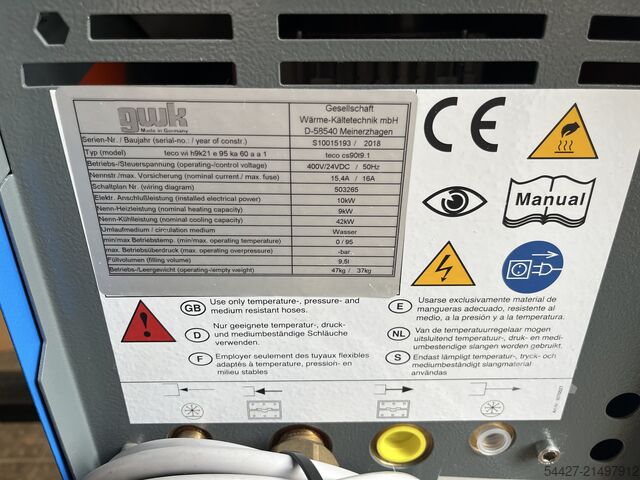 gwk
Made in Germany
Gesellschaft
Wärme-Kältetechnik mbH
D-58540 Meinerzhagen
Serien-Nr. / Baujahr (serial-no.: / year of constr.) S10015193 / 2018
Typ (model) teco wi h9k21 e 95 ka 60 a a 1 teco cs90t9.1
Betriebs-/Steuerspannung (operating-/control voltage) 400V/24VDC / 50Hz
Nennstr./max. Vorsicherung (nominal current./ max. fuse) 15,4A / 16A
Schaltplan Nr. (wiring diagram) 503265
Elektr. Anschlußleistung (installed electrical power) 10kW
Nenn-Heizleistung (nominal heating capacity) 9kW
Nenn-Kühlleistung (nominal cooling capacity) 42kW
Umlaufmedium / circulation medium) Wasser
min/max Betriebstemp. (min/max. operating temperature) 0 / 95
max. Betriebsüberdruck (max. operating overpressure) -bar.
Füllvolumen (filling volume) 9,5l
Betriebs-/Leergewicht (operating-/empty weight) 47kg / 37kg
CE
Manual
GB Use only temperature-, pressure- and
medium resistant hoses.
D Nur geeignete temperatur-, druck-
und mediumbeständige Schläuche
verwenden.
F Employer seulement des tuyaux flexibles
adaptés à temperature, pression- en
milieu stables
E Usarse exclusivamente material de
mangueras adecuado, resistente al
medio, a la presión y a la temperatura.
NL Van de temperatuurregelaar mogen
uitsluitend temperatuur-, druk- en medi-
umbestendige slangen worden gebruikt.
S Endast lämpligt temperatur-, tryck- och
mediumbeständigt slangmaterial
användas
54427-21497912